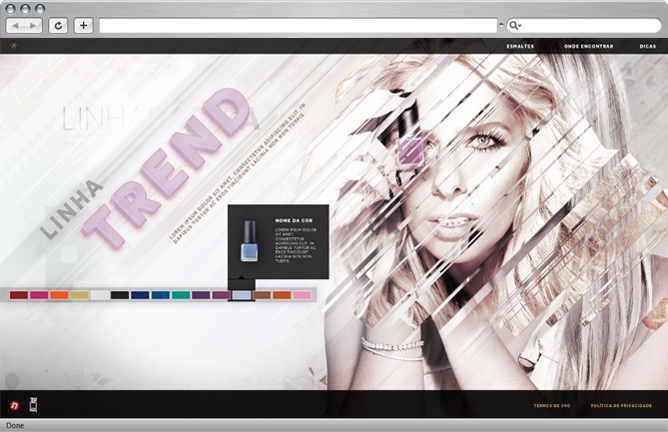 ESMALTES
ONDE ENCONTRAR
DICAS
LINHA
LINHA
TREND
LOREM IPSUM DOLOR SIT AMET, CONSECTETUR ADIPISCING ELIT. IN
DAPIBUS TORTOR AC EROS TINCIDUNT LACINIA NON NON TURPIS.
NOME DA COR
LOREM IPSUM DOLOR
SIT AMET,
CONSECTETUR
ADIPISCING ELIT. IN
DAPIBUS TORTOR AC
EROS TINCIDUNT
LACINIA NON NON
TURPIS.
TERMOS DE USO
POLÍTICA DE PRIVACIDADE
Done